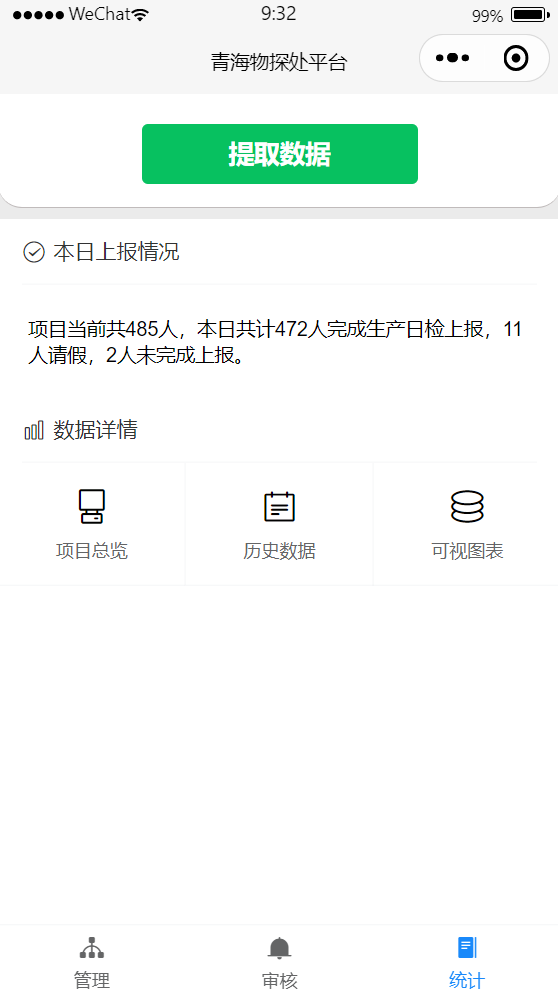 WeChat 9:32 99%
青海物探处平台
提取数据
本日上报情况
项目当前共485人，本日共计472人完成生产日检上报，11
人请假，2人未完成上报。
数据详情
项目总览 历史数据 可视图表
管理 审核 统计